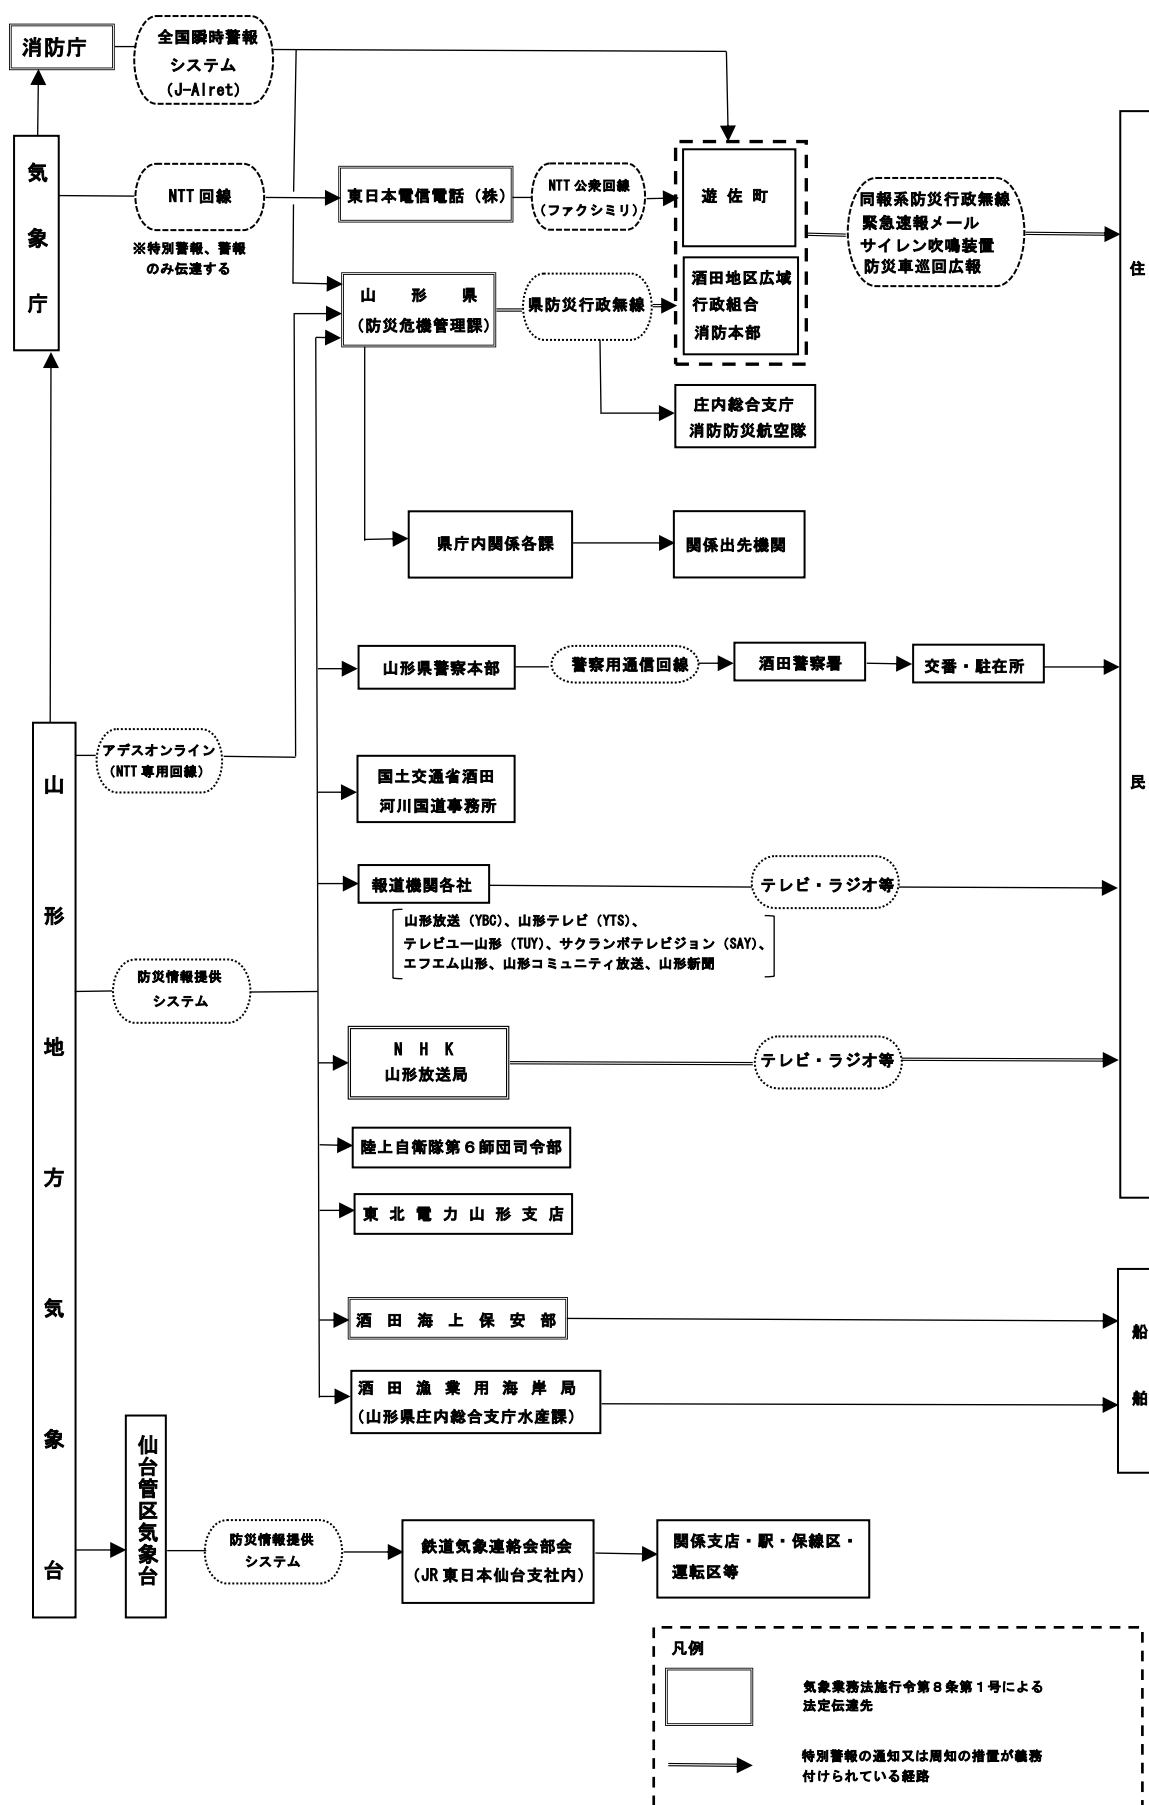 消防庁
全国瞬時警報
システム
(J-Alret)
気象庁
NTT 回線
※特別警報、警報
のみ伝達する
東日本電信電話（株）
NTT 公衆回線
(ファクシミリ)
遊 佐 町
酒田地区広域
行政組合
消防本部
同報系防災行政無線
緊急速報メール
サイレン吹鳴装置
防災車巡回広報
住民
山 形 県
(防災危機管理課)
県防災行政無線
庄内総合支庁
消防防災航空隊
県庁内関係各課
関係出先機関
山形県警察本部
警察用通信回線
酒田警察署
交番・駐在所
山形地方気象台
アデスオンライン
(NTT 専用回線)
国土交通省酒田
河川国道事務所
報道機関各社
テレビ・ラジオ等
山形放送（YBC）、山形テレビ（YTS）、
テレビユー山形（TUY）、サクランボテレビジョン（SAY）、
エフエム山形、山形コミュニティ放送、山形新聞
防災情報提供
システム
N H K
山形放送局
テレビ・ラジオ等
陸上自衛隊第６師団司令部
東 北 電 力 山 形 支 店
酒 田 海 上 保 安 部
船舶
酒 田 漁 業 用 海 岸 局
(山形県庄内総合支庁水産課)
仙台管区気象台
防災情報提供
システム
鉄道気象連絡会部会
(JR 東日本仙台支社内)
関係支店・駅・保線区・
運転区等
凡例
気象業務法施行令第８条第１号による
法定伝達先
特別警報の通知又は周知の措置が義務
付けられている経路